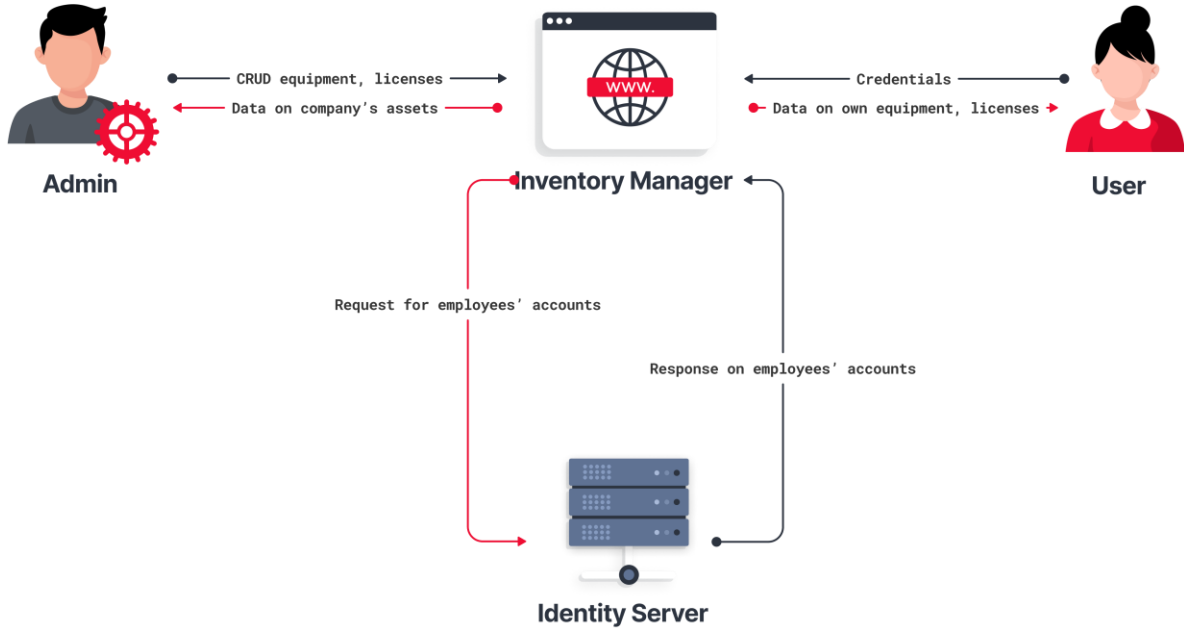 CRUD equipment, licenses
Data on company’s assets
Admin
www.
Inventory Manager
Credentials
Data on own equipment, licenses
User
Request for employees’ accounts
Response on employees’ accounts
Identity Server